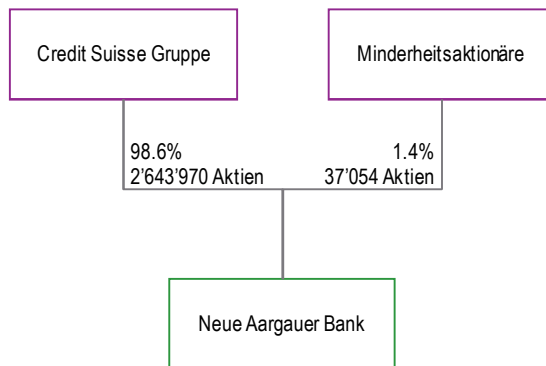 Credit Suisse Gruppe
Minderheitsaktionäre
98.6%
2’643’970 Aktien
1.4%
37’054 Aktien
Neue Aargauer Bank